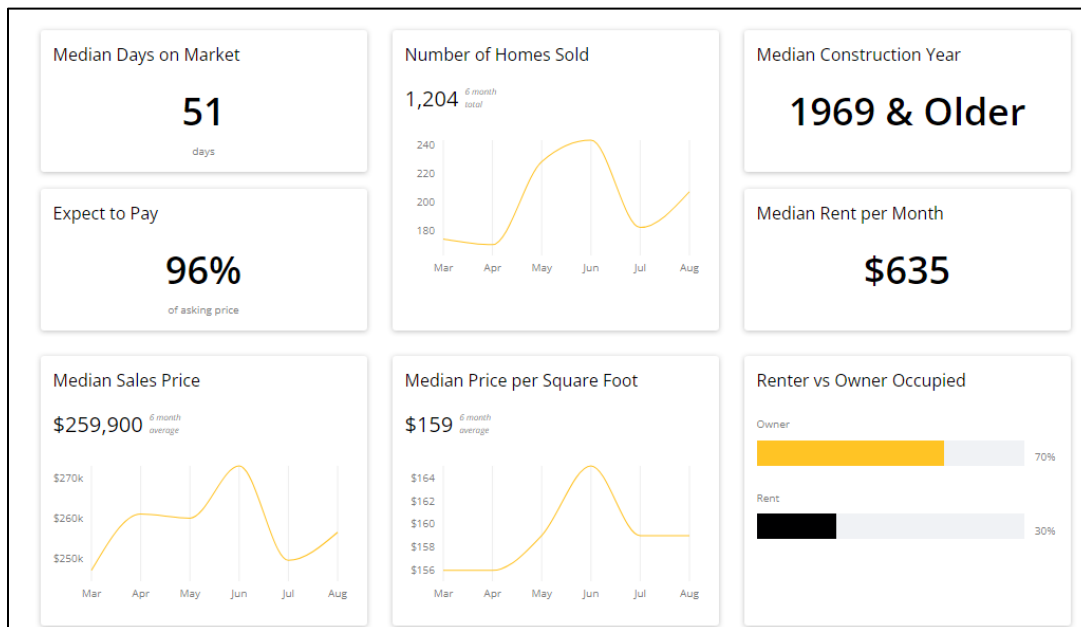 Median Days on Market
51
days
Expect to Pay
96%
of asking price
Number of Homes Sold
1,204 6 month
total
240
220
200
180
Mar Apr May Jun Jul Aug
Median Construction Year
1969 & Older
Median Rent per Month
$635
Median Sales Price
$259,900 6 month
average
$270k
$260k
$250k
Mar Apr May Jun Jul Aug
Median Price per Square Foot
$159 6 month
average
$164
$162
$160
$158
$156
Mar Apr May Jun Jul Aug
Renter vs Owner Occupied
Owner
70%
Rent
30%